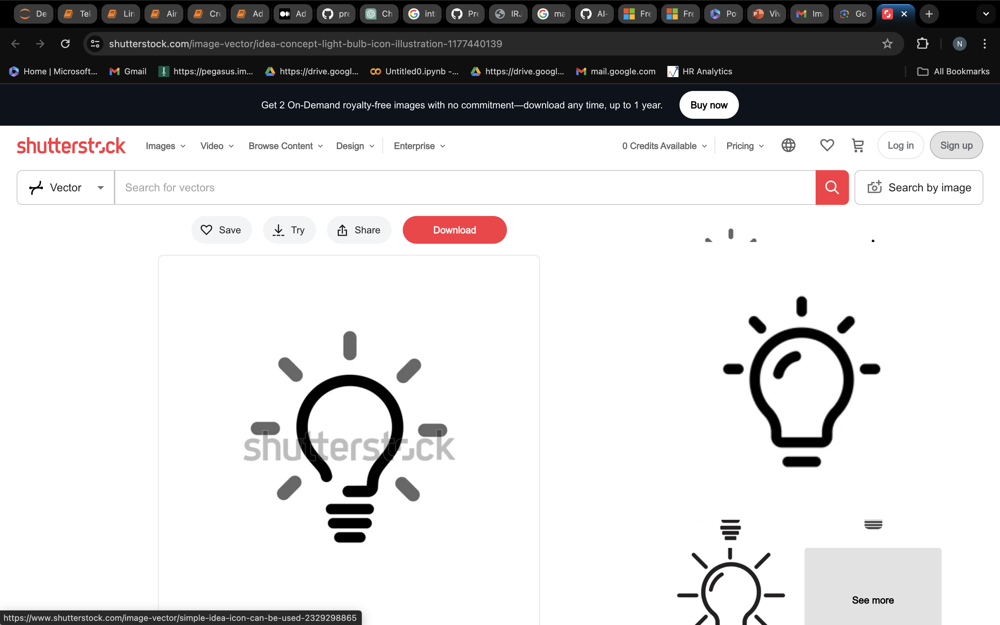 De
Tel
Lin
Air
Cre
Ad
Ad
pre
Ch
int
Pre
IRJ
ma
AI-
Fre
Fre
Po
Viv
Ima
Go
shutterstock.com/image-vector/idea-concept-light-bulb-icon-illustration-1177440139
N
Home | Microsoft...
Gmail
https://pegasus.im...
https://drive.googl...
Untitled0.ipynb -...
https://drive.googl...
mail.google.com
HR Analytics
All Bookmarks
Get 2 On-Demand royalty-free images with no commitment—download any time, up to 1 year.
Buy now
shutterstock
Images
Video
Browse Content
Design
Enterprise
0 Credits Available
Pricing
Log in
Sign up
Vector
Search for vectors
Search by image
Save
Try
Share
Download
shutterstock
See more
https://www.shutterstock.com/image-vector/simple-idea-icon-can-be-used-2329298865